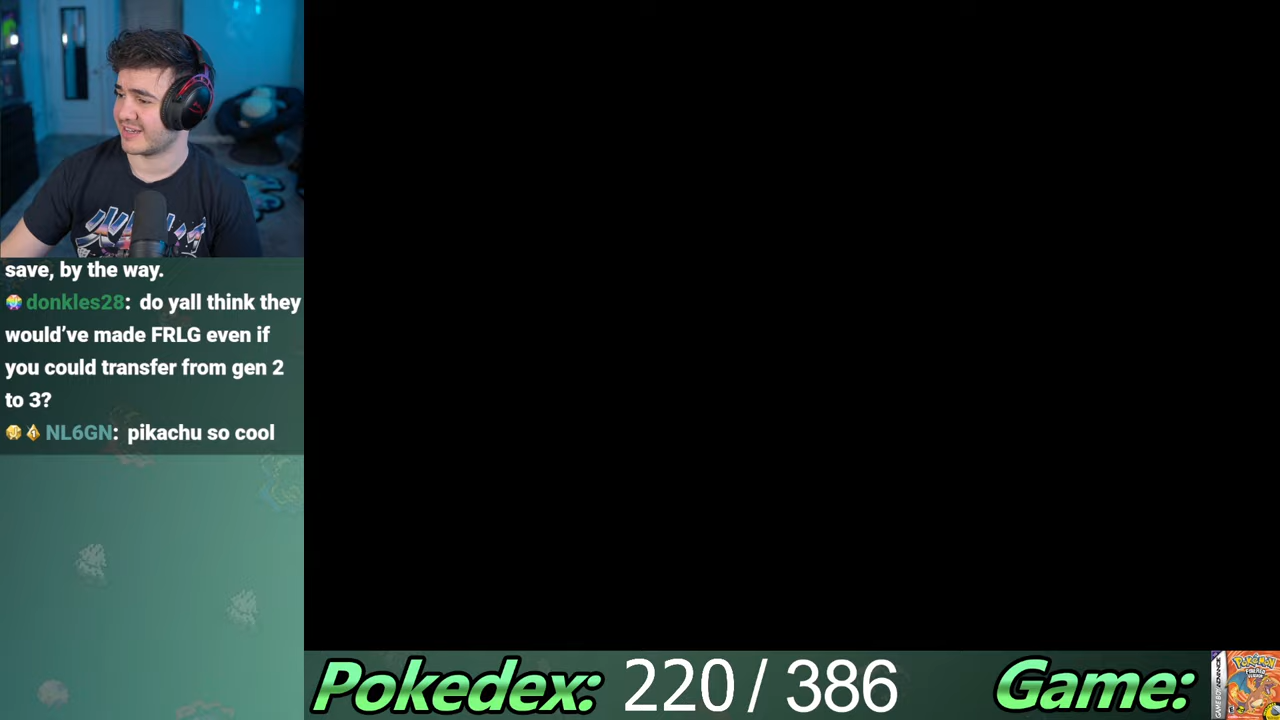 save, by the way.
donkles28: do yall think they
would've made FRLG even if
you could transfer from gen 2
to 3?
NL6GN: pikachu so cool
Pokedex: 220 / 386
Game:
POKéMON